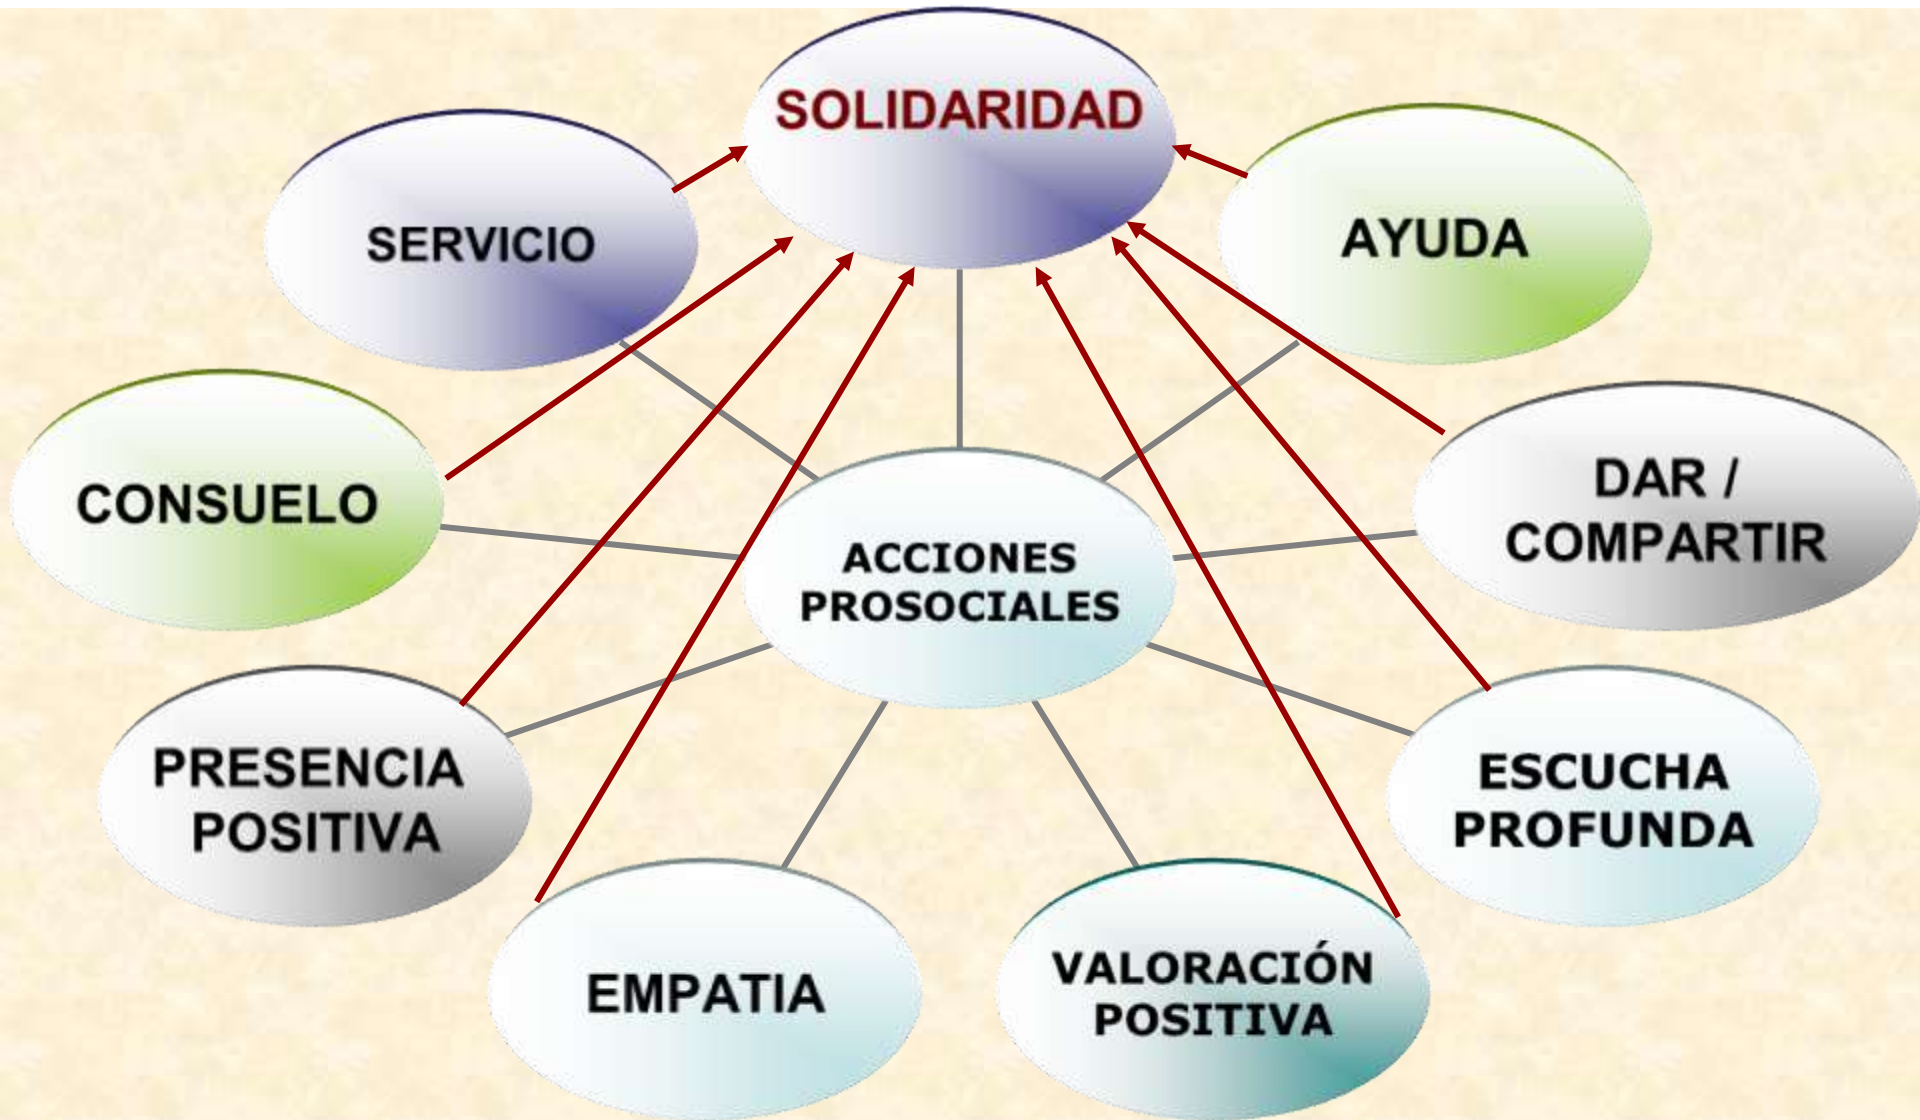 SOLIDARIDAD
SERVICIO
AYUDA
CONSUELO
DAR /
COMPARTIR
ACCIONES
PROSOCIALES
PRESENCIA
POSITIVA
ESCUCHA
PROFUNDA
EMPATIA
VALORACIÓN
POSITIVA